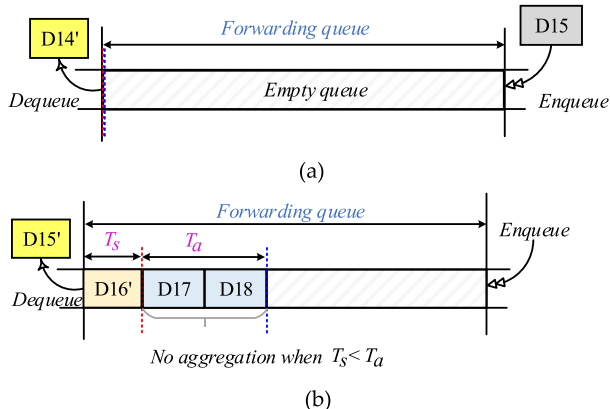 Forwarding queue
D14'
D15
Dequeue
Empty queue
Enqueue
(a)
Forwarding queue
Enqueue
D15'
Ts
Ta
Dequeue
D16'
D17
D18
No aggregation when Ts< Ta
(b)